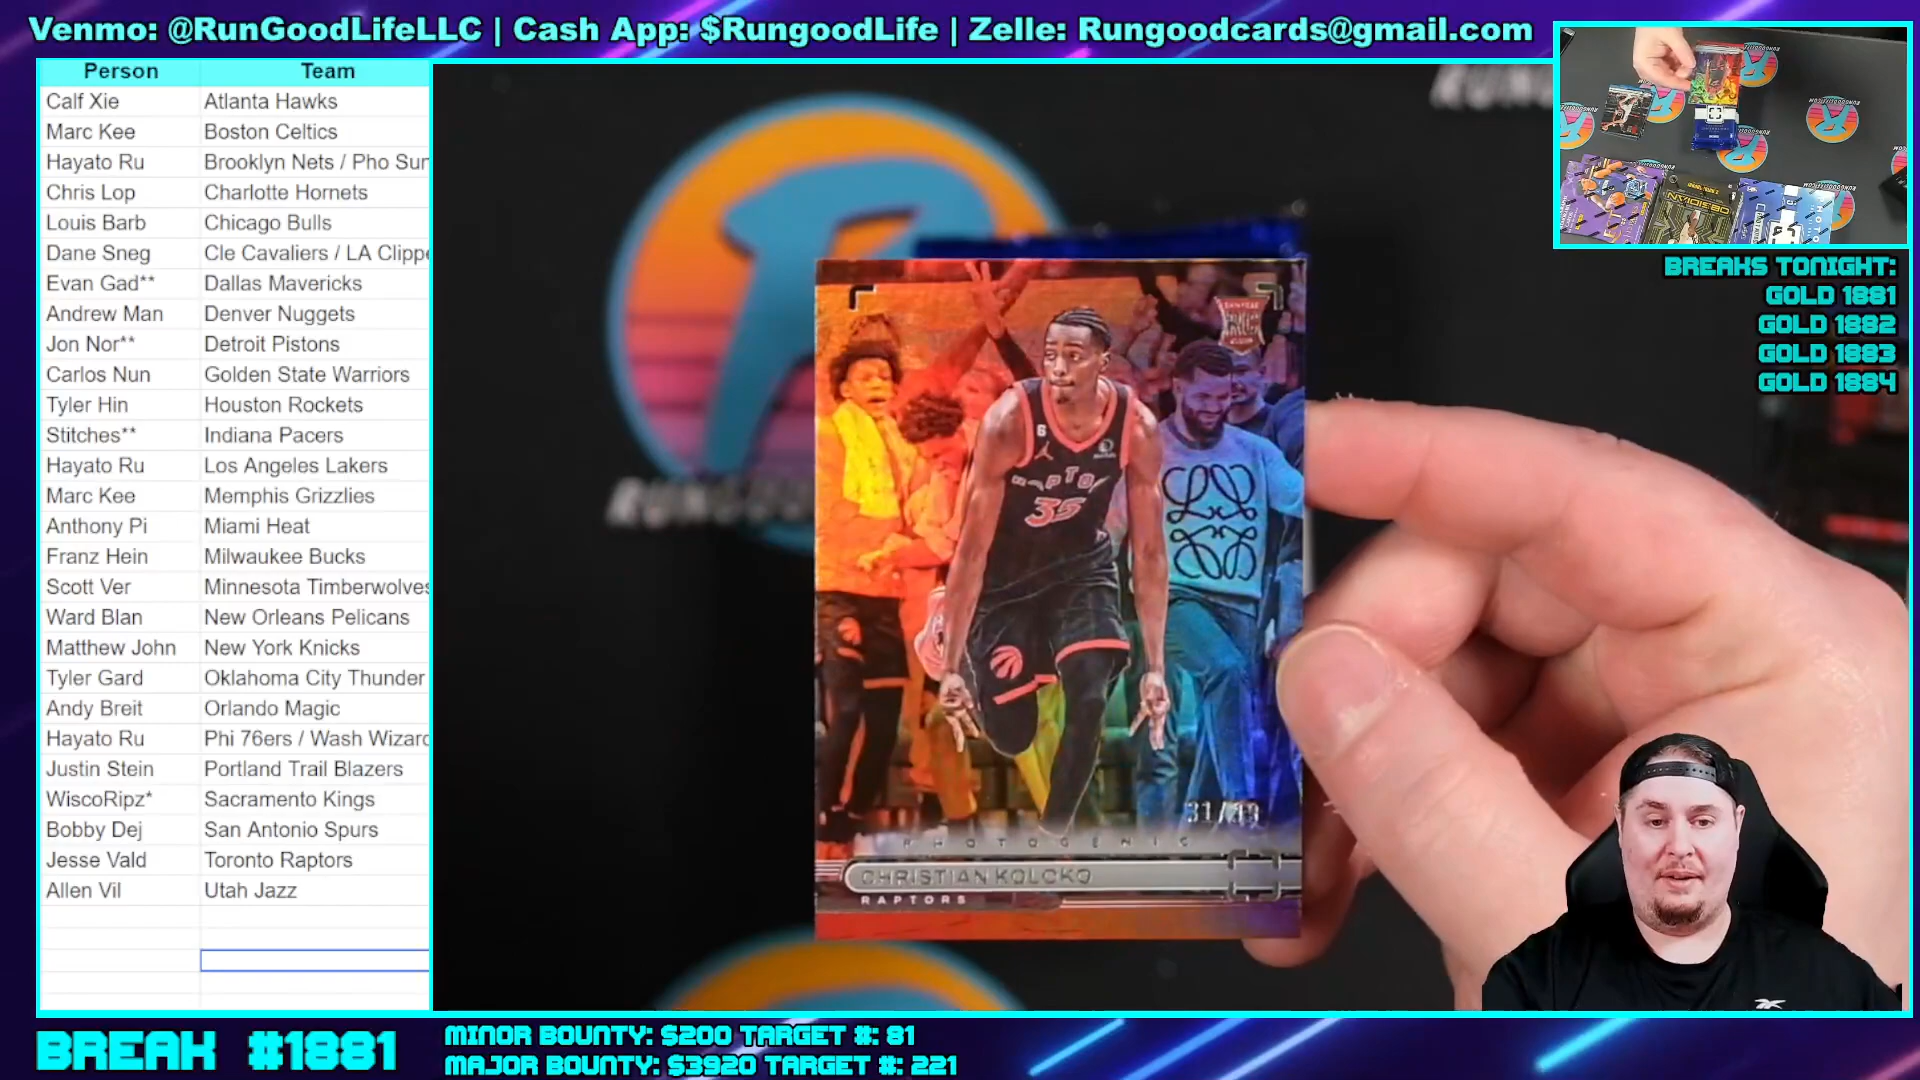 Venmo: @RunGoodLifeLLC | Cash App: $RungoodLife | Zelle: Rungoodcards@gmail.com
Person Team
Calf Xie Atlanta Hawks
Marc Kee Boston Celtics
Hayato Ru Brooklyn Nets / Pho Sun
Chris Lop Charlotte Hornets
Louis Barb Chicago Bulls
Dane Sneg Cle Cavaliers / LA Clippe
Evan Gad** Dallas Mavericks
Andrew Man Denver Nuggets
Jon Nor** Detroit Pistons
Carlos Nun Golden State Warriors
Tyler Hin Houston Rockets
Stitches** Indiana Pacers
Hayato Ru Los Angeles Lakers
Marc Kee Memphis Grizzlies
Anthony Pi Miami Heat
Franz Hein Milwaukee Bucks
Scott Ver Minnesota Timberwolves
Ward Blan New Orleans Pelicans
Matthew John New York Knicks
Tyler Gard Oklahoma City Thunder
Andy Breit Orlando Magic
Hayato Ru Phi 76ers / Wash Wizard
Justin Stein Portland Trail Blazers
WiscoRipz* Sacramento Kings
Bobby Dej San Antonio Spurs
Jesse Vald Toronto Raptors
Allen Vil Utah Jazz
6
35
31/99
PHOTOGENIC
CHRISTIAN KOLOKO
RAPTORS
OBSIDIAN
BREAKS TONIGHT:
GOLD 1881
GOLD 1882
GOLD 1883
GOLD 1884
BREAK #1881
MINOR BOUNTY: $200 TARGET #: 81
MAJOR BOUNTY: $3920 TARGET #: 221